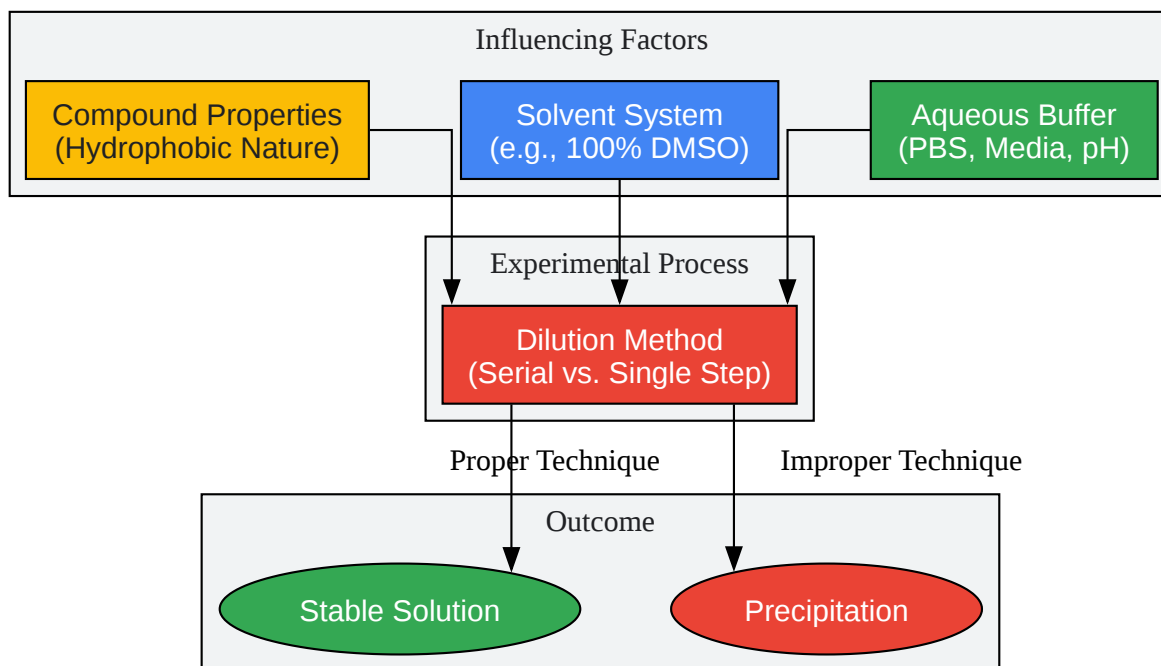 Influencing Factors
Compound Properties
(Hydrophobic Nature)
Solvent System
(e.g., 100% DMSO)
Aqueous Buffer
(PBS, Media, pH)
Experimental Process
Dilution Method
(Serial vs. Single Step)
Proper Technique
Improper Technique
Outcome
Stable Solution
Precipitation